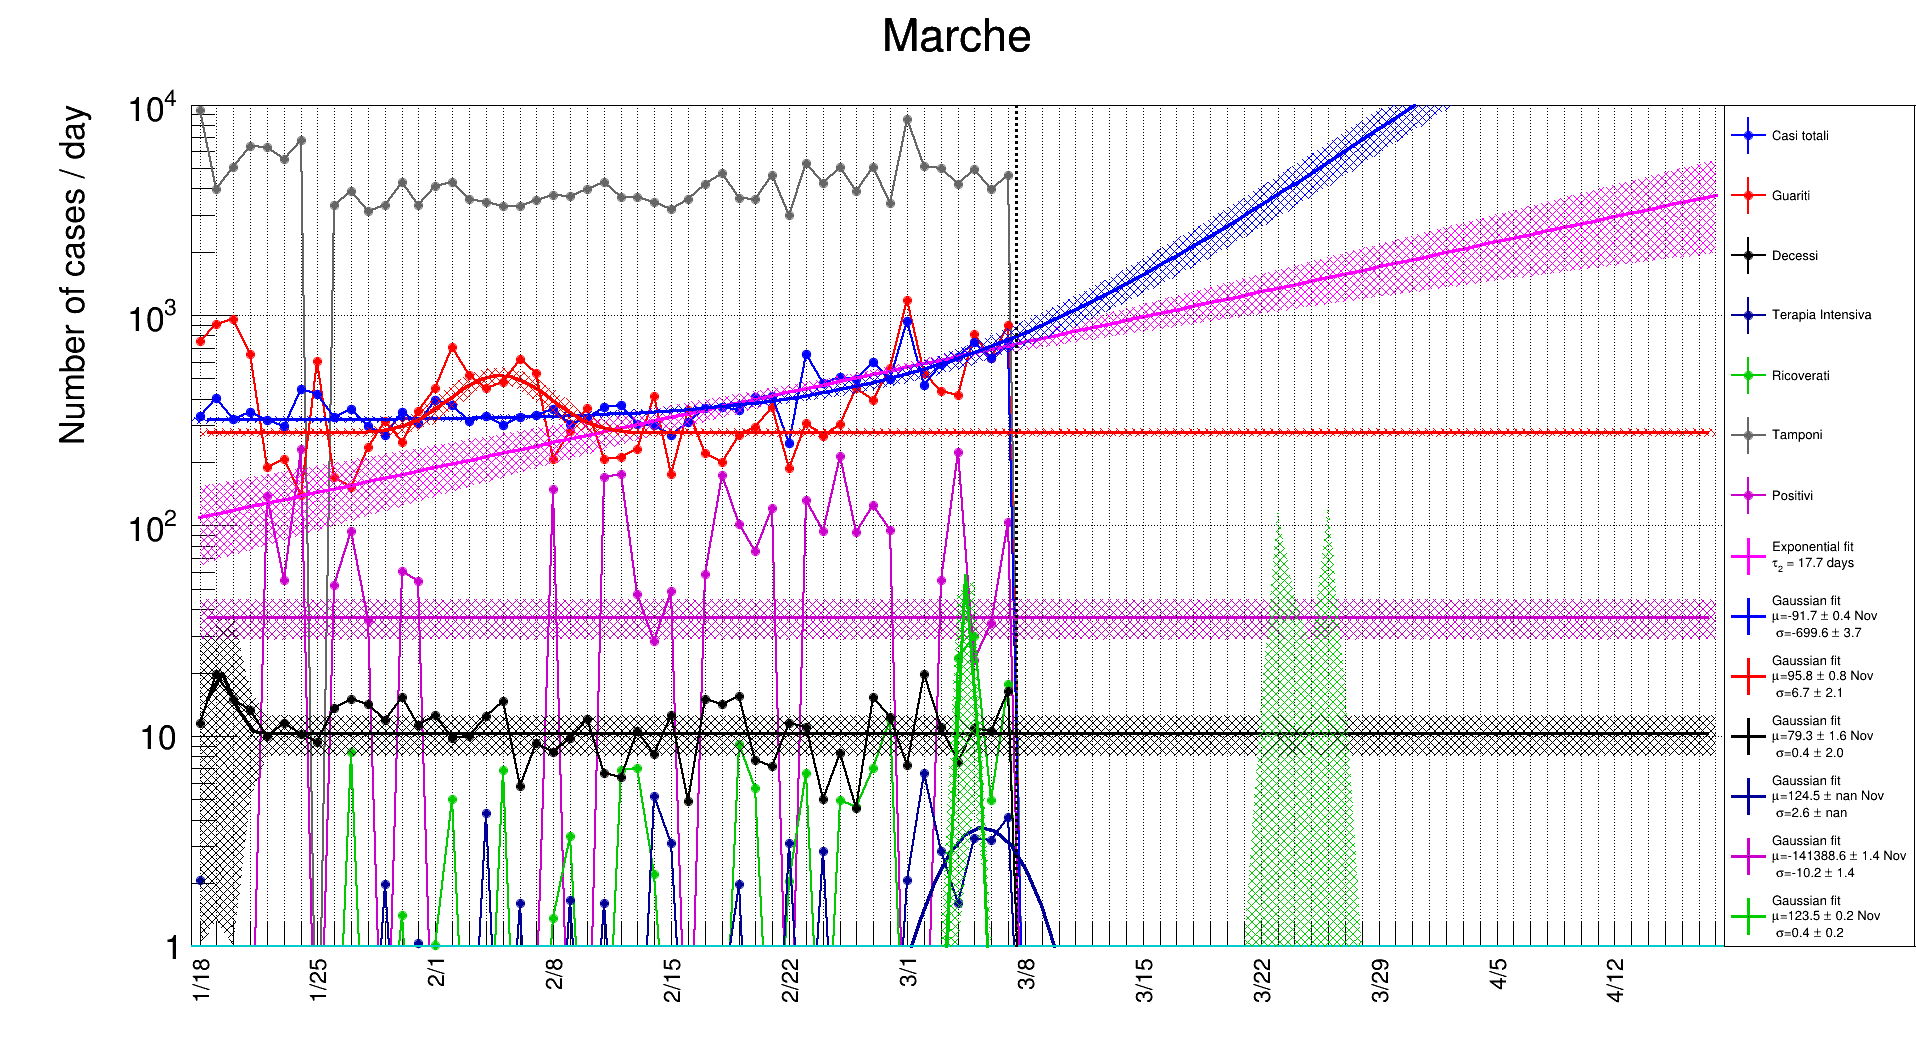 Marche
Number of cases / day
10^4
10^3
10^2
10
1
1/18
1/25
2/1
2/8
2/15
2/22
3/1
3/8
3/15
3/22
3/29
4/5
4/12
Casi totali
Guariti
Decessi
Terapia Intensiva
Ricoverati
Tamponi
Positivi
Exponential fit
τ₂ = 17.7 days
Gaussian fit
μ=-91.7 ± 0.4 Nov
σ=-699.6 ± 3.7
Gaussian fit
μ=95.8 ± 0.8 Nov
σ=6.7 ± 2.1
Gaussian fit
μ=79.3 ± 1.6 Nov
σ=0.4 ± 2.0
Gaussian fit
μ=124.5 ± nan Nov
σ=2.6 ± nan
Gaussian fit
μ=-141388.6 ± 1.4 Nov
σ=-10.2 ± 1.4
Gaussian fit
μ=123.5 ± 0.2 Nov
σ=0.4 ± 0.2